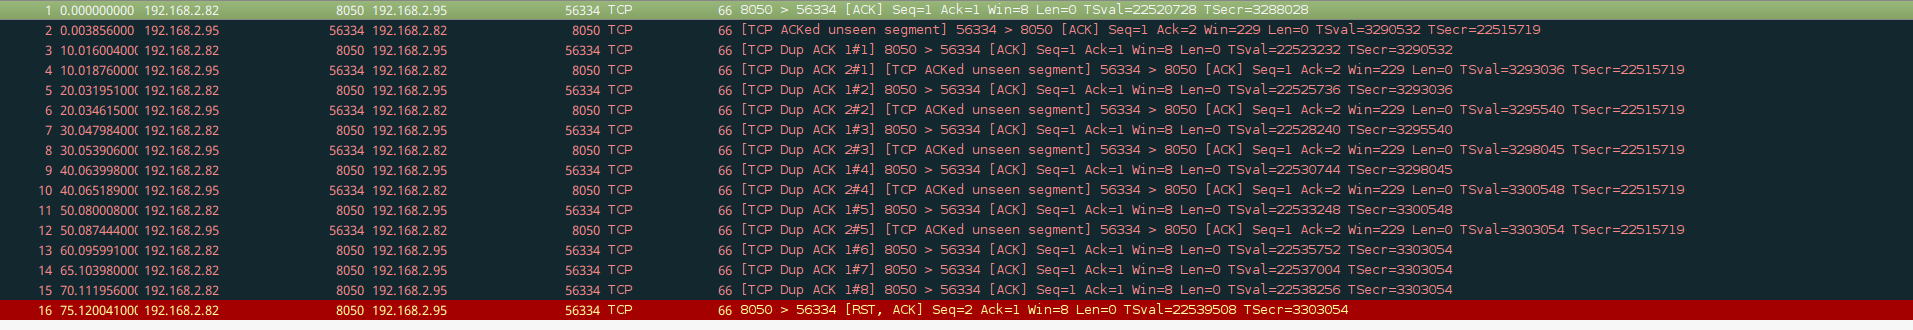 1 0.000000000 192.168.2.82 8050 192.168.2.95 56334 TCP 66 8050 > 56334 [ACK] Seq=1 Ack=1 Win=8 Len=0 TSval=22520728 TSecr=3288028
2 0.003856000 192.168.2.95 56334 192.168.2.82 8050 TCP 66 [TCP ACKed unseen segment] 56334 > 8050 [ACK] Seq=1 Ack=2 Win=229 Len=0 TSval=3290532 TSecr=22515719
3 10.016004000 192.168.2.82 8050 192.168.2.95 56334 TCP 66 [TCP Dup ACK 1#1] 8050 > 56334 [ACK] Seq=1 Ack=1 Win=8 Len=0 TSval=22523232 TSecr=3290532
4 10.018760000 192.168.2.95 56334 192.168.2.82 8050 TCP 66 [TCP Dup ACK 2#1] [TCP ACKed unseen segment] 56334 > 8050 [ACK] Seq=1 Ack=2 Win=229 Len=0 TSval=3293036 TSecr=22515719
5 20.031951000 192.168.2.82 8050 192.168.2.95 56334 TCP 66 [TCP Dup ACK 1#2] 8050 > 56334 [ACK] Seq=1 Ack=1 Win=8 Len=0 TSval=22525736 TSecr=3293036
6 20.034615000 192.168.2.95 56334 192.168.2.82 8050 TCP 66 [TCP Dup ACK 2#2] [TCP ACKed unseen segment] 56334 > 8050 [ACK] Seq=1 Ack=2 Win=229 Len=0 TSval=3295540 TSecr=22515719
7 30.047984000 192.168.2.82 8050 192.168.2.95 56334 TCP 66 [TCP Dup ACK 1#3] 8050 > 56334 [ACK] Seq=1 Ack=1 Win=8 Len=0 TSval=22528240 TSecr=3295540
8 30.053906000 192.168.2.95 56334 192.168.2.82 8050 TCP 66 [TCP Dup ACK 2#3] [TCP ACKed unseen segment] 56334 > 8050 [ACK] Seq=1 Ack=2 Win=229 Len=0 TSval=3298045 TSecr=22515719
9 40.063998000 192.168.2.82 8050 192.168.2.95 56334 TCP 66 [TCP Dup ACK 1#4] 8050 > 56334 [ACK] Seq=1 Ack=1 Win=8 Len=0 TSval=22530744 TSecr=3298045
10 40.065189000 192.168.2.95 56334 192.168.2.82 8050 TCP 66 [TCP Dup ACK 2#4] [TCP ACKed unseen segment] 56334 > 8050 [ACK] Seq=1 Ack=2 Win=229 Len=0 TSval=3300548 TSecr=22515719
11 50.080008000 192.168.2.82 8050 192.168.2.95 56334 TCP 66 [TCP Dup ACK 1#5] 8050 > 56334 [ACK] Seq=1 Ack=1 Win=8 Len=0 TSval=22533248 TSecr=3300548
12 50.087444000 192.168.2.95 56334 192.168.2.82 8050 TCP 66 [TCP Dup ACK 2#5] [TCP ACKed unseen segment] 56334 > 8050 [ACK] Seq=1 Ack=2 Win=229 Len=0 TSval=3303054 TSecr=22515719
13 60.095991000 192.168.2.82 8050 192.168.2.95 56334 TCP 66 [TCP Dup ACK 1#6] 8050 > 56334 [ACK] Seq=1 Ack=1 Win=8 Len=0 TSval=22535752 TSecr=3303054
14 65.103980000 192.168.2.82 8050 192.168.2.95 56334 TCP 66 [TCP Dup ACK 1#7] 8050 > 56334 [ACK] Seq=1 Ack=1 Win=8 Len=0 TSval=22537004 TSecr=3303054
15 70.111956000 192.168.2.82 8050 192.168.2.95 56334 TCP 66 [TCP Dup ACK 1#8] 8050 > 56334 [ACK] Seq=1 Ack=1 Win=8 Len=0 TSval=22538256 TSecr=3303054
16 75.120041000 192.168.2.82 8050 192.168.2.95 56334 TCP 66 8050 > 56334 [RST, ACK] Seq=2 Ack=1 Win=8 Len=0 TSval=22539508 TSecr=3303054